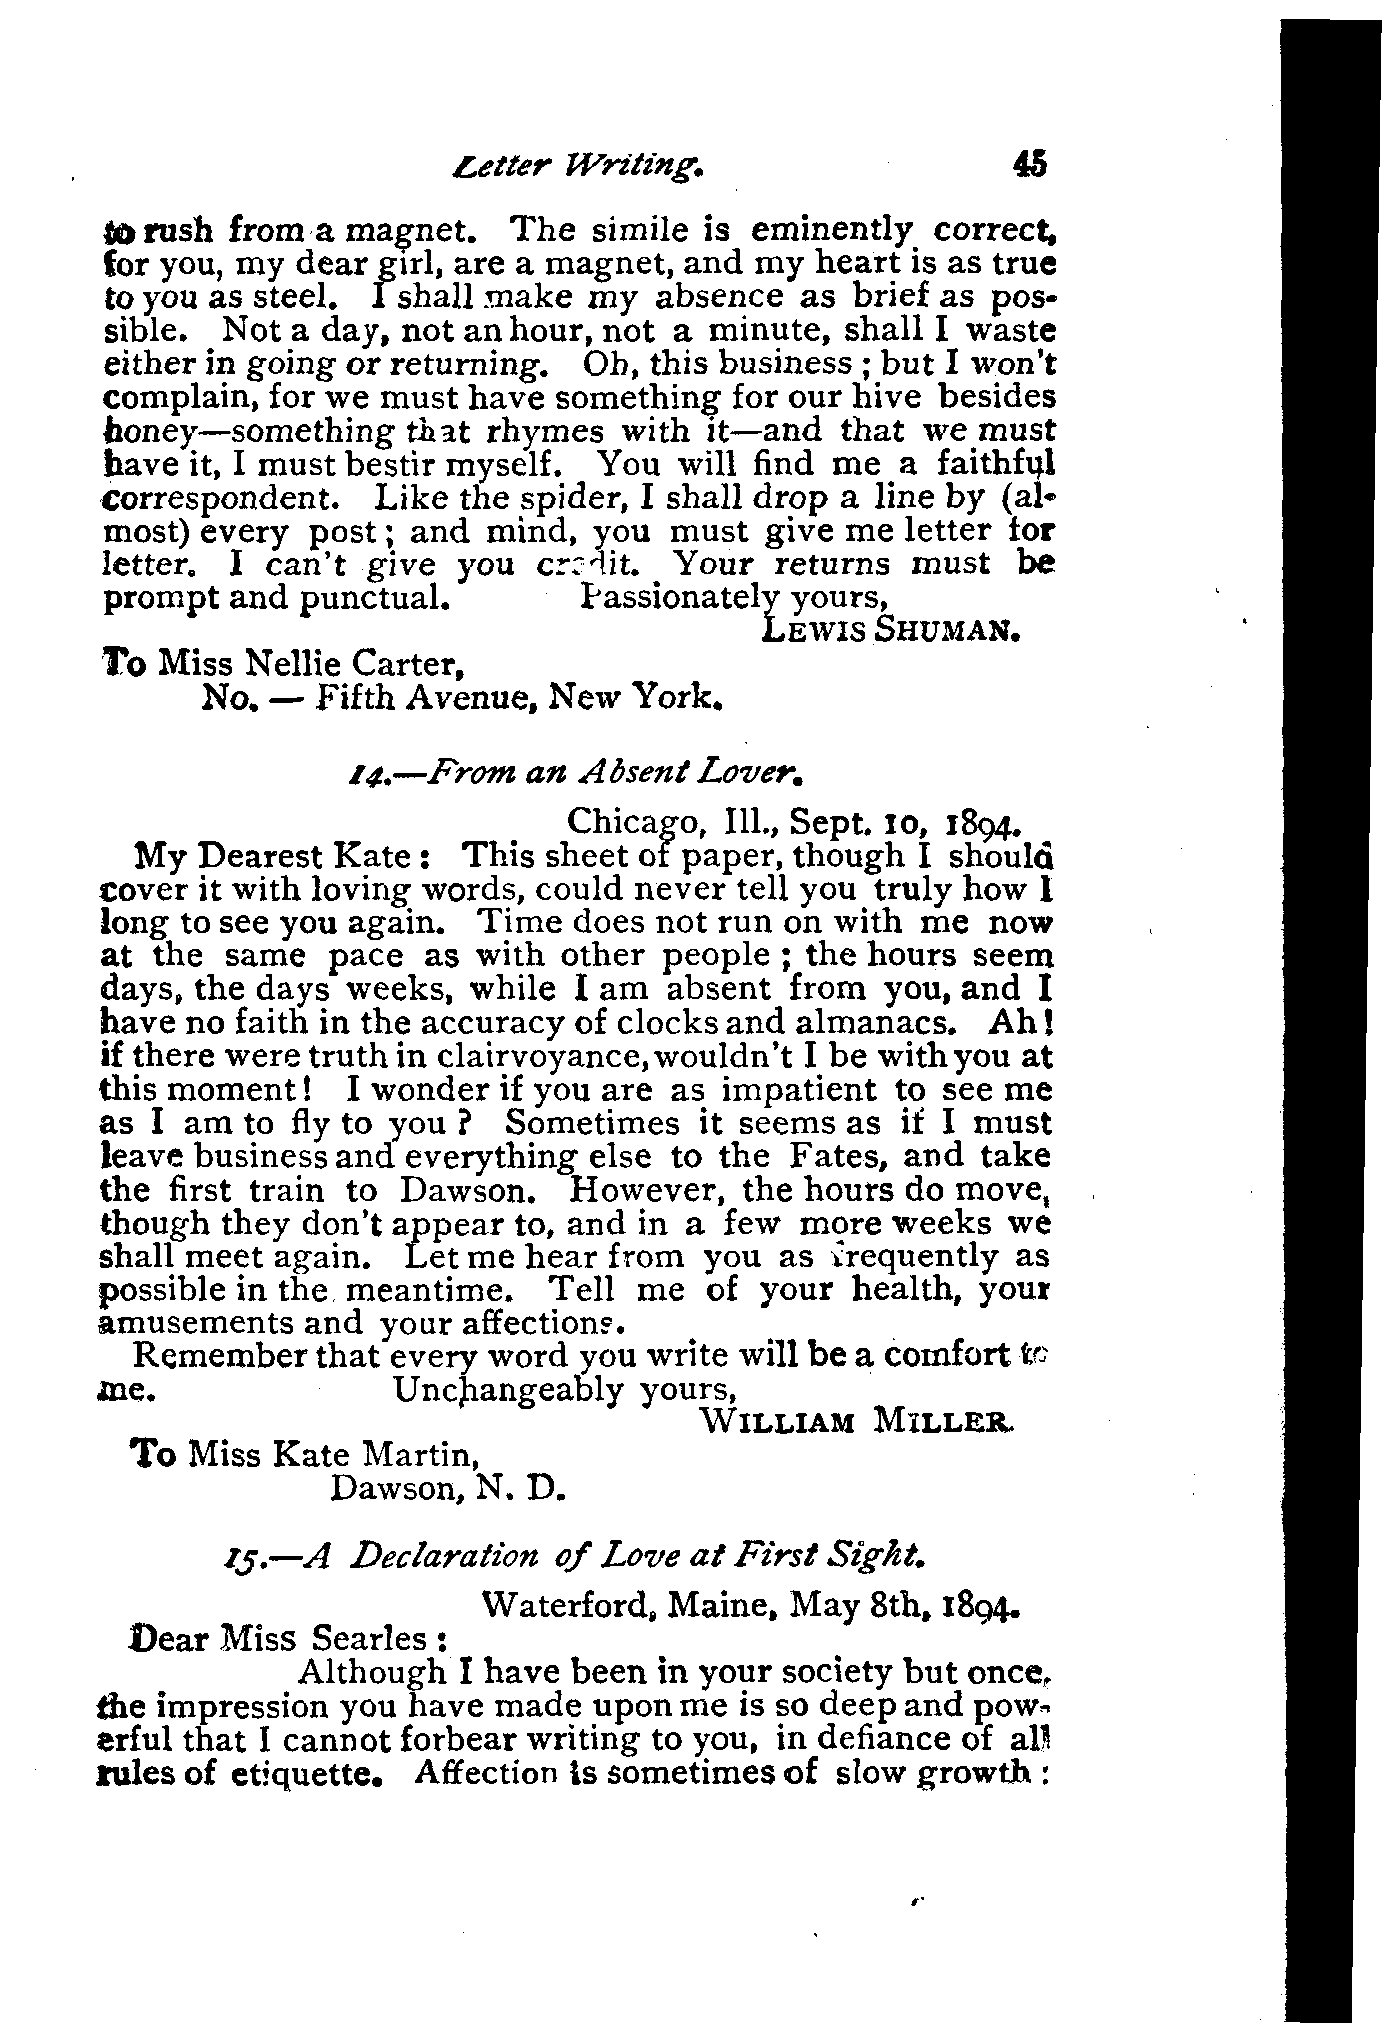 Letter Writing. 45
to rush from a magnet. The simile is eminently correct,
for you, my dear girl, are a magnet, and my heart is as true
to you as steel. I shall make my absence as brief as pos-
sible. Not a day, not an hour, not a minute, shall I waste
either in going or returning. Oh, this business; but I won't
complain, for we must have something for our hive besides
honey—something that rhymes with it—and that we must
have it, I must bestir myself. You will find me a faithful
correspondent. Like the spider, I shall drop a line by (al-
most) every post; and mind, you must give me letter for
letter. I can't give you credit. Your returns must be
prompt and punctual. Passionately yours,
LEWIS SHUMAN.
To Miss Nellie Carter,
No. — Fifth Avenue, New York.
14.—From an Absent Lover.
Chicago, Ill., Sept. 10, 1894.
My Dearest Kate: This sheet of paper, though I should
cover it with loving words, could never tell you truly how I
long to see you again. Time does not run on with me now
at the same pace as with other people; the hours seem
days, the days weeks, while I am absent from you, and I
have no faith in the accuracy of clocks and almanacs. Ah!
if there were truth in clairvoyance, wouldn't I be with you at
this moment! I wonder if you are as impatient to see me
as I am to fly to you? Sometimes it seems as if I must
leave business and everything else to the Fates, and take
the first train to Dawson. However, the hours do move,
though they don't appear to, and in a few more weeks we
shall meet again. Let me hear from you as frequently as
possible in the meantime. Tell me of your health, your
amusements and your affections.
Remember that every word you write will be a comfort to
me. Unchangeably yours,
WILLIAM MILLER.
To Miss Kate Martin,
Dawson, N. D.
15.—A Declaration of Love at First Sight.
Waterford, Maine, May 8th, 1894.
Dear Miss Searles:
Although I have been in your society but once,
the impression you have made upon me is so deep and pow-
erful that I cannot forbear writing to you, in defiance of all
rules of etiquette. Affection is sometimes of slow growth: